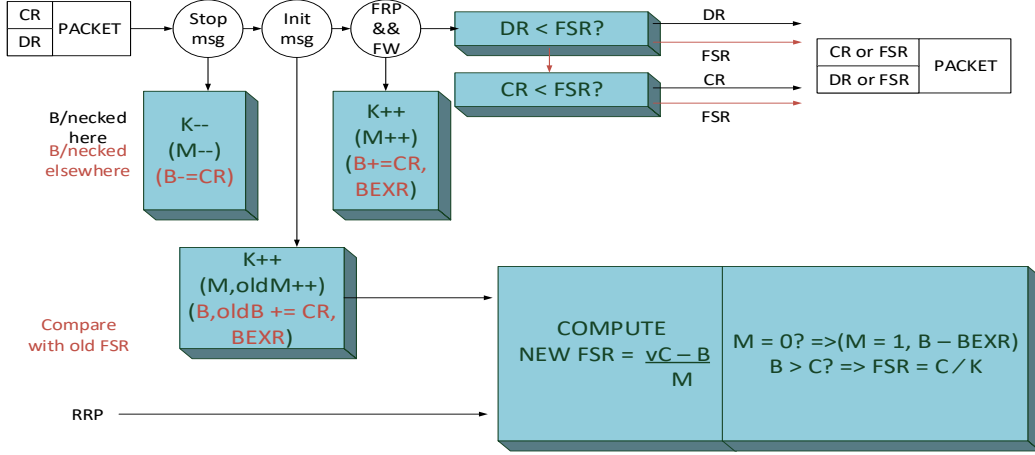 CR
DR
PACKET
Stop
msg
Init
msg
FRP
&&
FW
DR < FSR?
DR
FSR
CR < FSR?
CR
FSR
CR or FSR
DR or FSR
PACKET
B/necked
here
B/necked
elsewhere
K--
(M--)
(B-=CR)
K++
(M++)
(B+=CR,
BEXR)
K++
(M,oldM++)
(B,oldB += CR,
BEXR)
Compare
with old FSR
RRP
COMPUTE
NEW FSR = vC – B
M
M = 0? =>(M = 1, B – BEXR)
B > C? => FSR = C / K